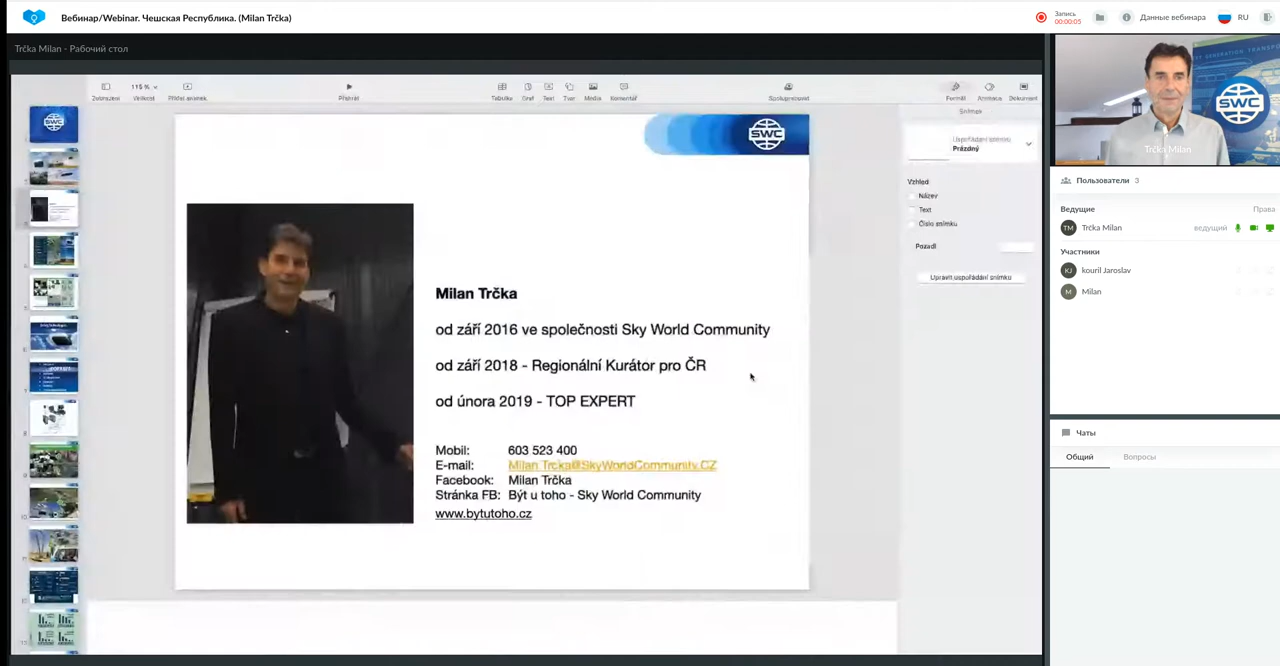 Вебинар/Webinar. Чешская Республика. (Milan Trčka)
Запись
00:00:05
Данные вебинара
RU
Trčka Milan - Рабочий стол
115 %
Zobrazení
Velikost
Přidat snímek
Přehrát
Tabulka
Graf
Text
Tvar
Média
Komentář
Spolupracovat
Formát
Animace
Dokument
Snímek
SWC
Uspořádání snímku
Prázdný
Vzhled
Název
Text
Číslo snímku
Pozadí
Upravit uspořádání snímku
Milan Trčka
od září 2016 ve společnosti Sky World Community
od září 2018 - Regionální Kurátor pro ČR
od února 2019 - TOP EXPERT
Mobil: 603 523 400
E-mail: Milan.Trcka@SkyWorldCommunity.CZ
Facebook: Milan Trčka
Stránka FB: Být u toho - Sky World Community
www.bytutoho.cz
SWC
Trčka Milan
Пользователи 3
Ведущие
Права
TM Trčka Milan ведущий
Участники
KJ kouril Jaroslav
M Milan
Чаты
Общий
Вопросы